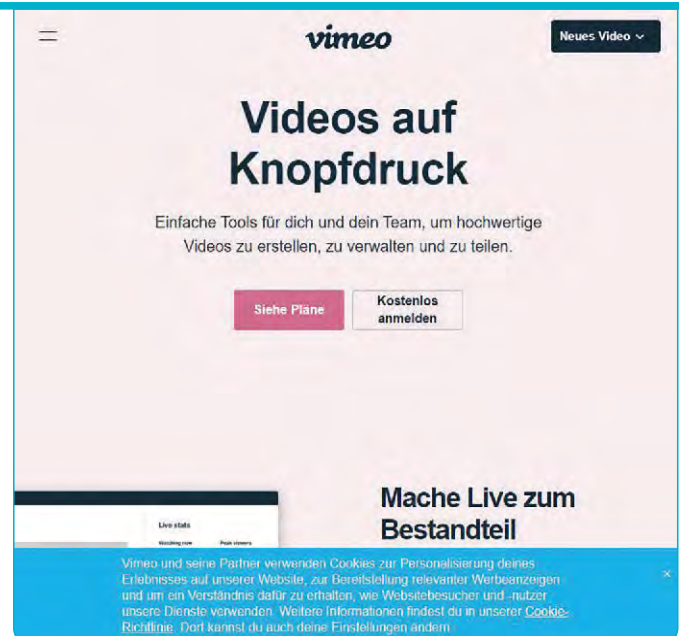 vimeo
Neues Video
Videos auf
Knopfdruck
Einfache Tools für dich und dein Team, um hochwertige
Videos zu erstellen, zu verwalten und zu teilen.
Siehe Pläne
Kostenlos
anmelden
Mache Live zum
Bestandteil
Live stats
Watching now Peak viewers
Vimeo und seine Partner verwenden Cookies zur Personalisierung deines
Erlebnisses auf unserer Website, zur Bereitstellung relevanter Werbeanzeigen
und um ein Verständnis dafür zu erhalten, wie Websitebesucher und -nutzer
unsere Dienste verwenden. Weitere Informationen findest du in unserer Cookie-
Richtlinie. Dort kannst du auch deine Einstellungen ändern.